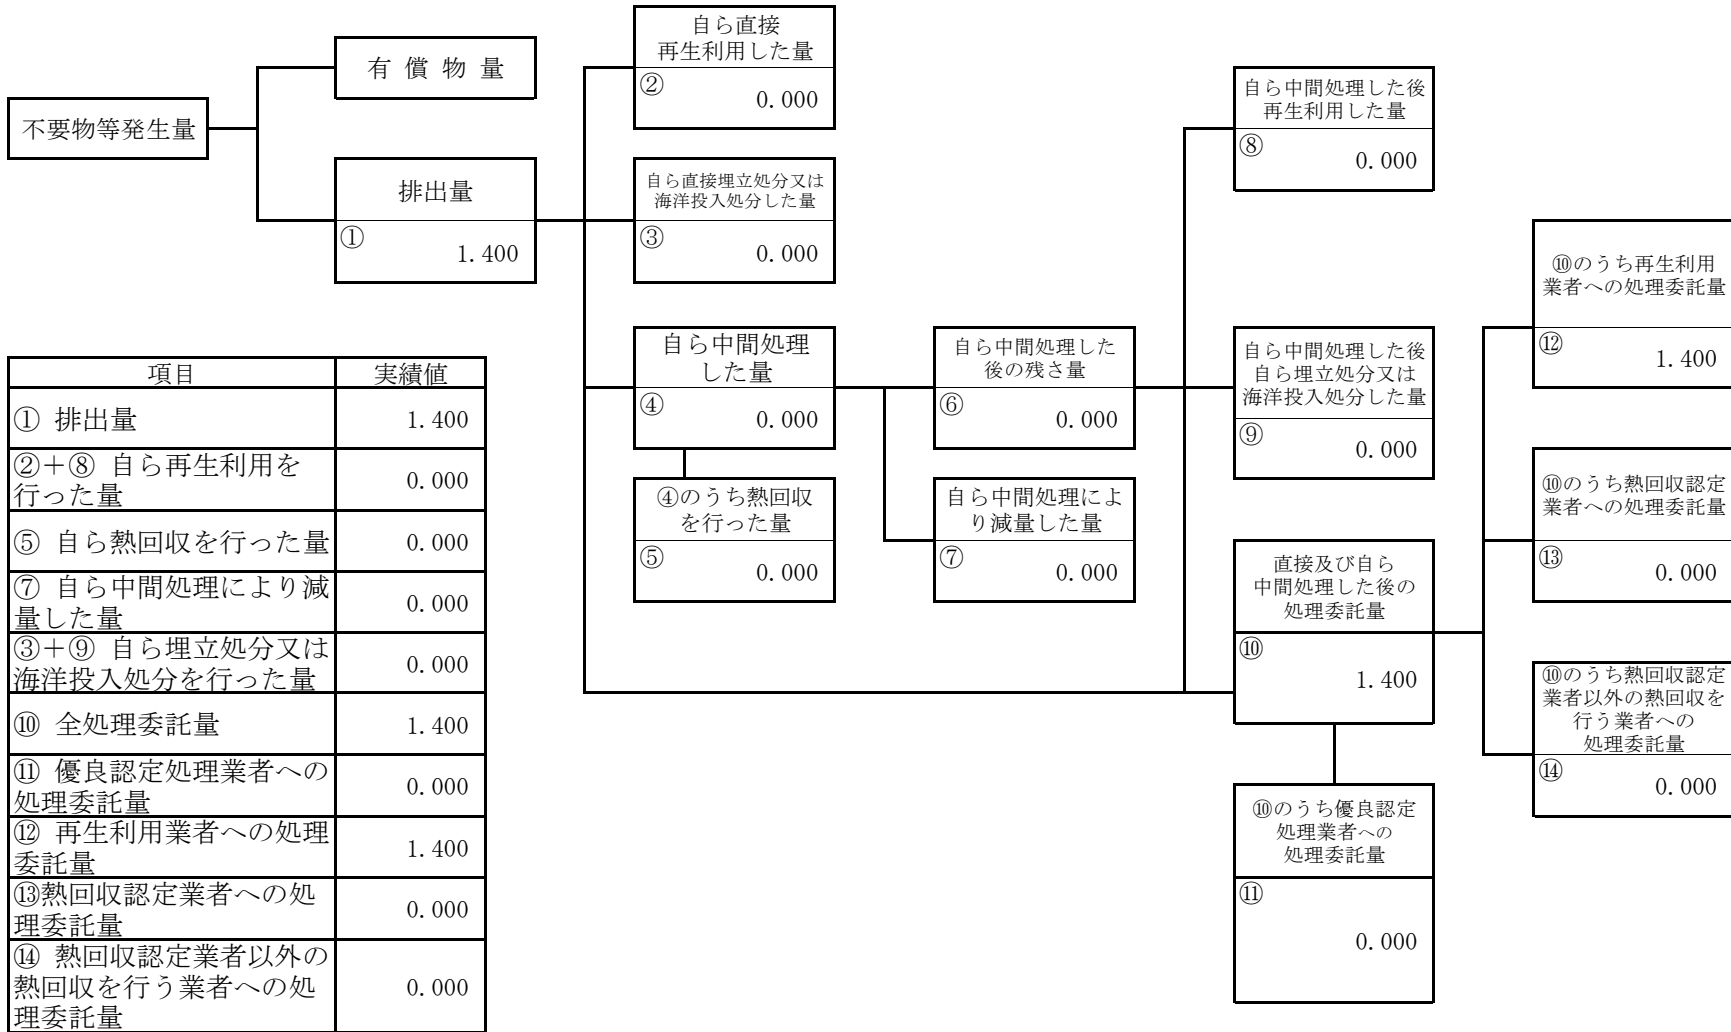 自ら直接
再生利用した量
②
0.000
有 償 物 量
不要物等発生量
排出量
①
1.400
自ら直接埋立処分又は
海洋投入処分した量
③
0.000
自ら中間処理
した量
④
0.000
④のうち熱回収
を行った量
⑤
0.000
自ら中間処理した
後の残さ量
⑥
0.000
自ら中間処理によ
り減量した量
⑦
0.000
自ら中間処理した後
再生利用した量
⑧
0.000
自ら中間処理した後
自ら埋立処分又は
海洋投入処分した量
⑨
0.000
直接及び自ら
中間処理した後の
処理委託量
⑩
1.400
⑩のうち優良認定
処理業者への
処理委託量
⑪
0.000
⑩のうち再生利用
業者への処理委託量
⑫
1.400
⑩のうち熱回収認定
業者への処理委託量
⑬
0.000
⑩のうち熱回収認定
業者以外の熱回収を
行う業者への
処理委託量
⑭
0.000
項目 実績値
① 排出量 1.400
②+⑧ 自ら再生利用を
行った量 0.000
⑤ 自ら熱回収を行った量 0.000
⑦ 自ら中間処理により減
量した量 0.000
③+⑨ 自ら埋立処分又は
海洋投入処分を行った量 0.000
⑩ 全処理委託量 1.400
⑪ 優良認定処理業者への
処理委託量 0.000
⑫ 再生利用業者への処理
委託量 1.400
⑬熱回収認定業者への処
理委託量 0.000
⑭ 熱回収認定業者以外の
熱回収を行う業者への処
理委託量 0.000